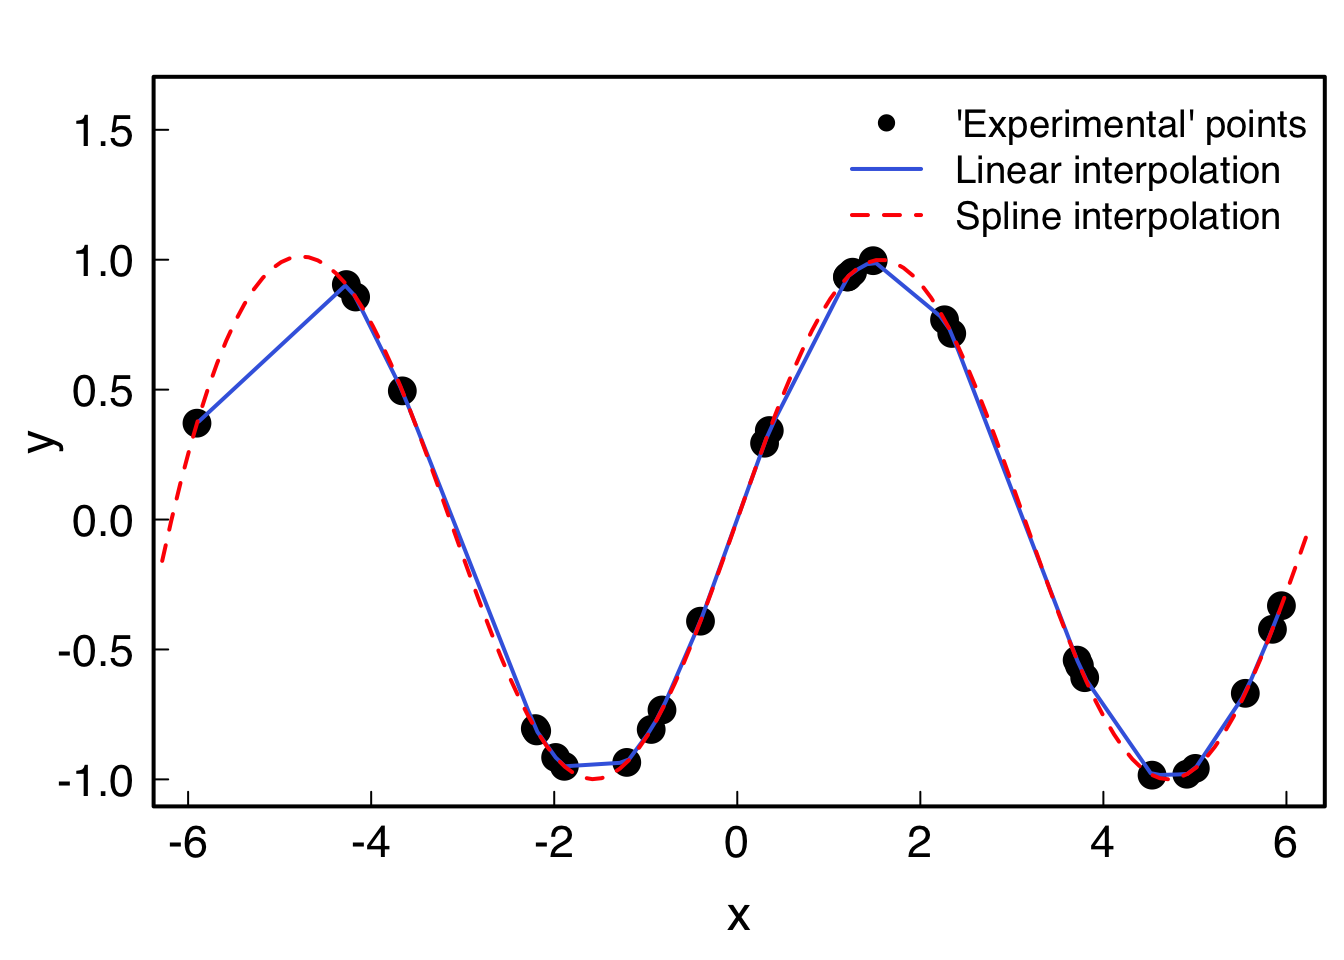 'Experimental' points
Linear interpolation
Spline interpolation
1.5
1.0
0.5
0.0
-0.5
-1.0
y
-6 -4 -2 0 2 4 6
x